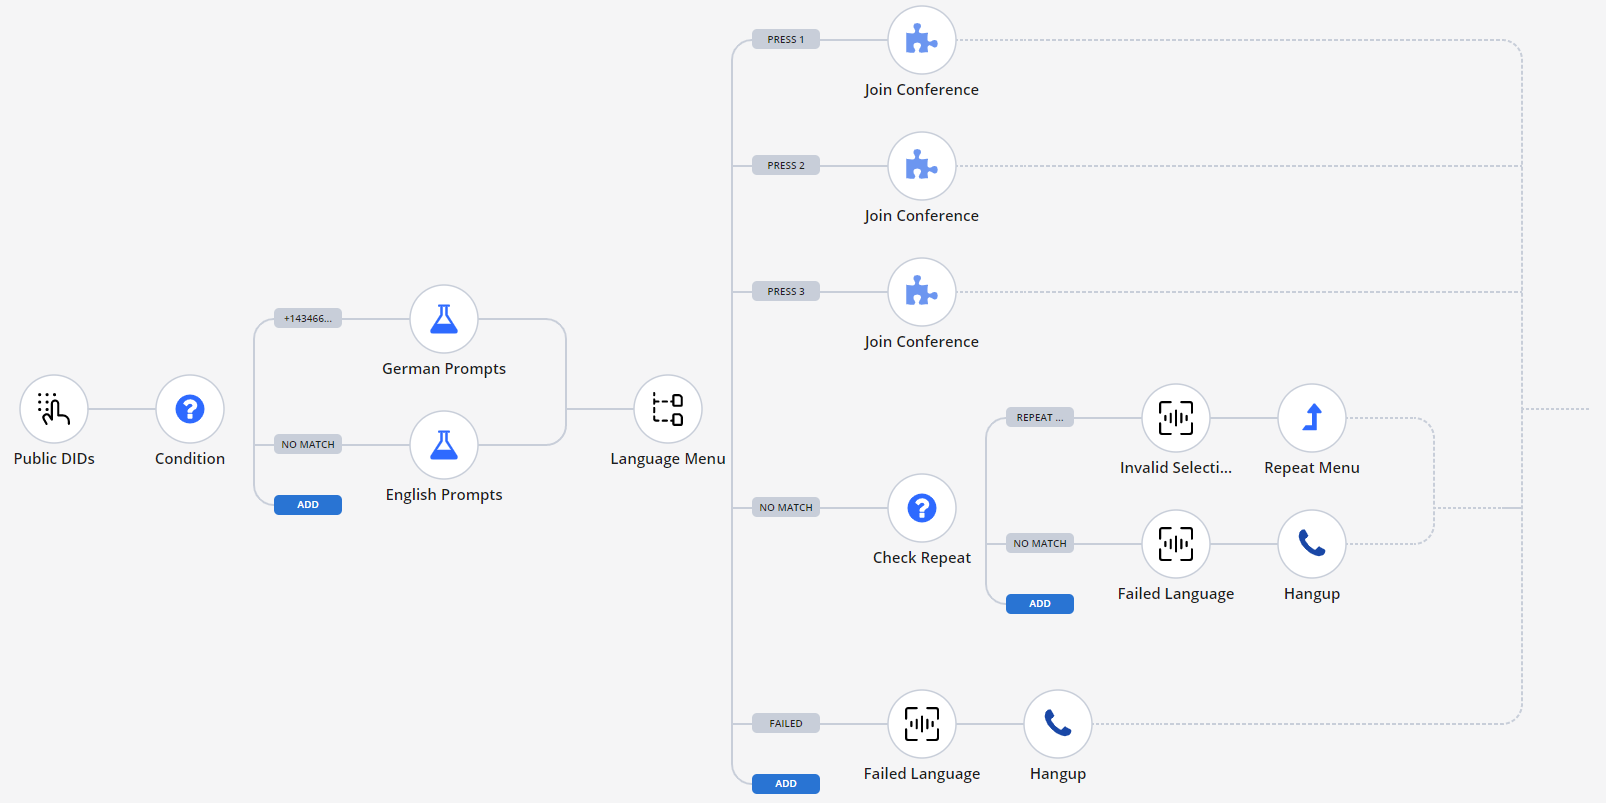 PRESS 1
Join Conference
PRESS 2
Join Conference
PRESS 3
Join Conference
+143466...
German Prompts
Public DIDs
Condition
NO MATCH
English Prompts
ADD
Language Menu
NO MATCH
Check Repeat
REPEAT ...
Invalid Selecti...
Repeat Menu
NO MATCH
Failed Language
Hangup
ADD
FAILED
Failed Language
Hangup
ADD